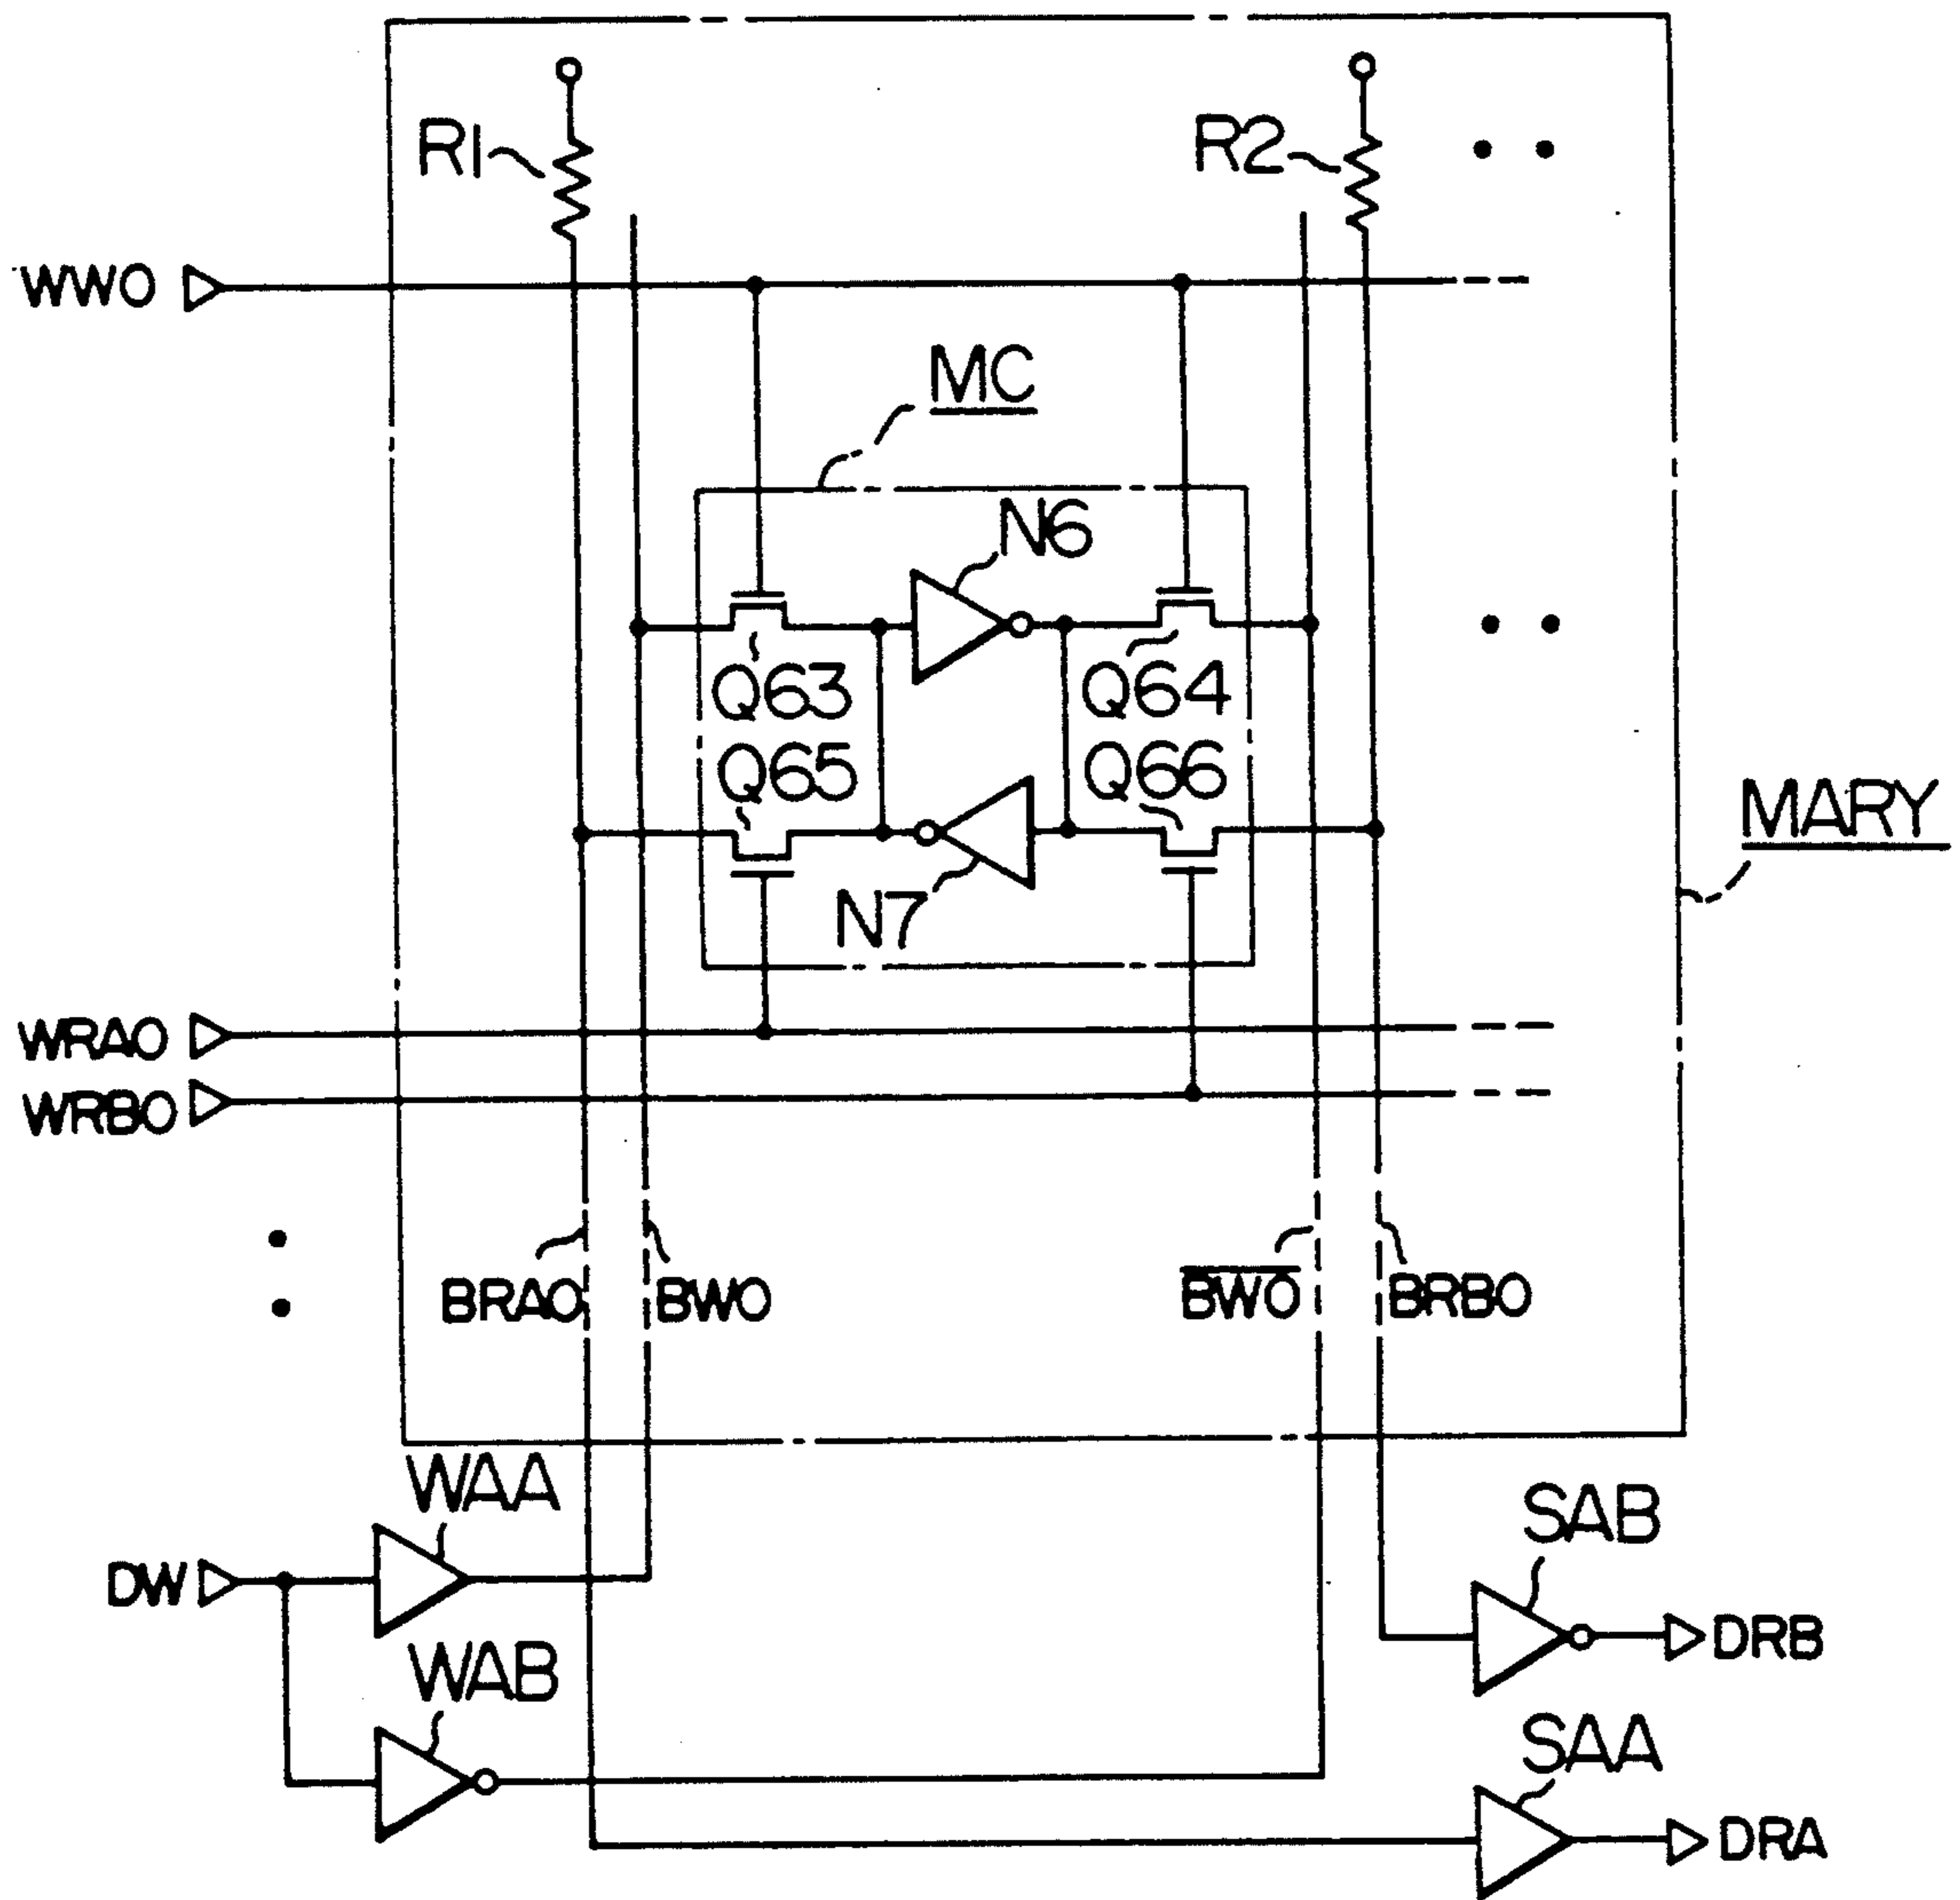 R1
R2
WW0
MC
N6
Q63
Q64
Q65
Q66
MARY
N7
WRA0
WRB0
BRA0
BW0
B̅W̅0̅
BRB0
WAA
SAB
DW
DRB
WAB
SAA
DRA